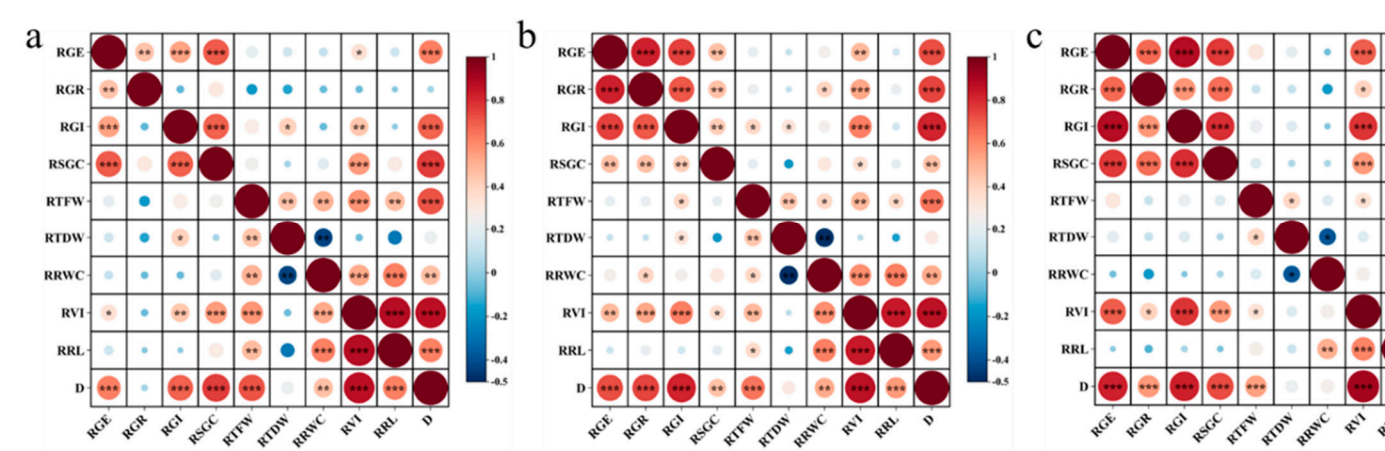 a
RGE ** *** *** * ***
RGR **
RGI *** *** * ** ***
RSGC *** *** *** ***
RTFW ** ** *** ** ***
RTDW * ** **
RRWC ** ** *** *** **
RVI * ** *** *** *** *** ***
RRL ** *** *** ***
D *** *** *** *** ** *** ***
RGE RGR RGI RSGC RTFW RTDW RRWC RVI RRL D
1
0.8
0.6
0.4
0.2
0
-0.2
-0.4
-0.5
b
RGE *** *** ** ** ***
RGR *** *** ** * *** ***
RGI *** *** ** * * *** ***
RSGC ** ** ** * **
RTFW * ** * ** * ***
RTDW * ** **
RRWC * * ** *** *** **
RVI ** *** *** * ** *** *** ***
RRL * *** *** ***
D *** *** *** ** *** ** *** ***
RGE RGR RGI RSGC RTFW RTDW RRWC RVI RRL D
1
0.8
0.6
0.4
0.2
0
-0.2
-0.4
-0.5
c
RGE *** *** *** ***
RGR *** *** *** *
RGI *** *** *** ***
RSGC *** *** *** ***
RTFW * *
RTDW * *
RRWC *
RVI *** * *** *** *
RRL ** ***
D *** *** *** *** *** ***
RGE RGR RGI RSGC RTFW RTDW RRWC RVI